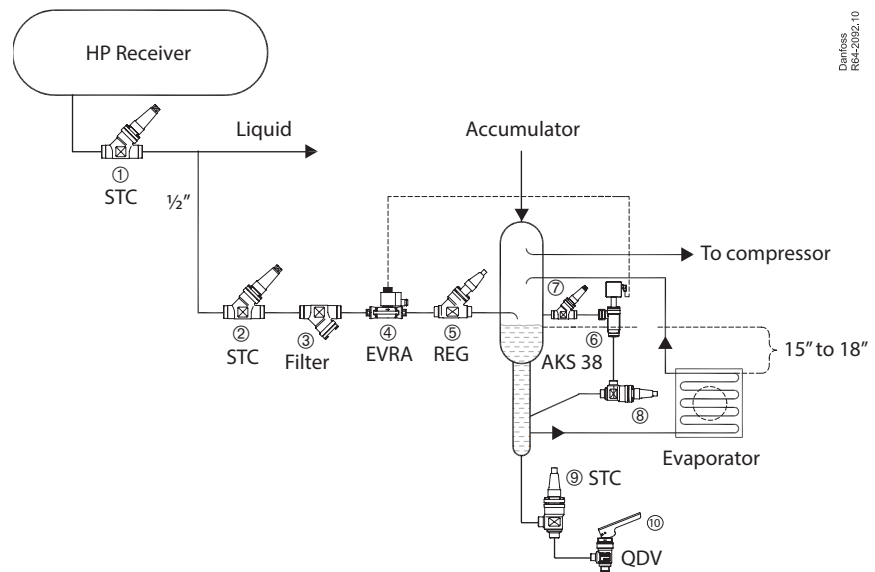 Danfoss
R64-2092.10
HP Receiver
Liquid
Accumulator
①
STC
½”
To compressor
⑦
②
STC
③
Filter
④
EVRA
⑤
REG
⑥
AKS 38
15” to 18”
⑧
Evaporator
⑨ STC
⑩
QDV